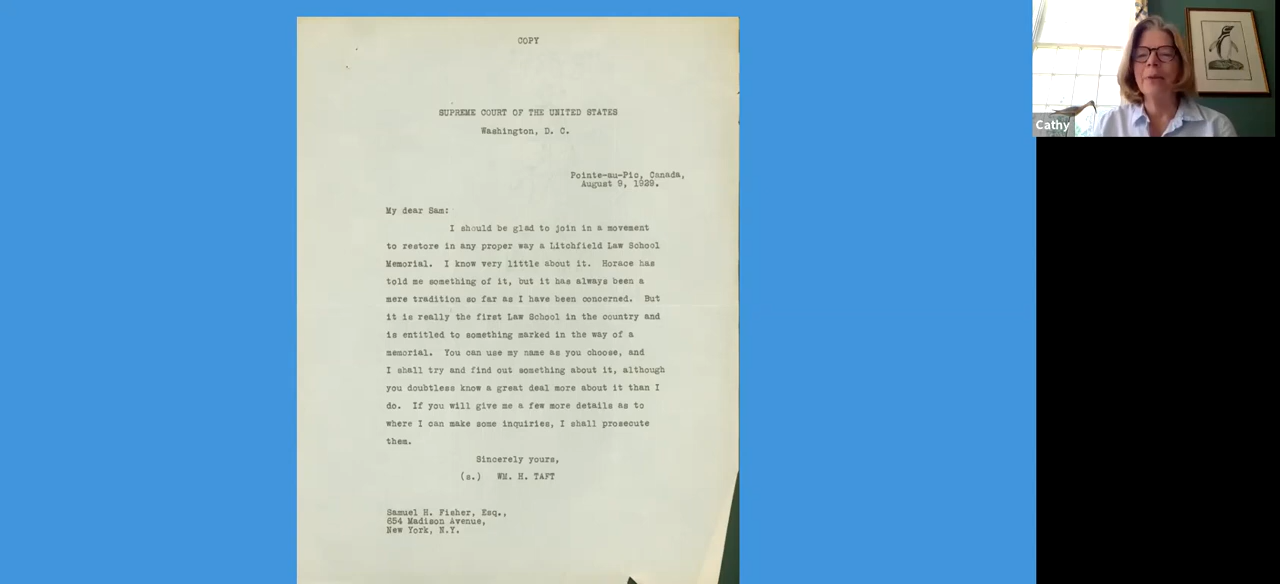 COPY
SUPREME COURT OF THE UNITED STATES
Washington, D. C.
Pointe-au-Pic, Canada,
August 9, 1929.
My dear Sam:
I should be glad to join in a movement
to restore in any proper way a Litchfield Law School
Memorial. I know very little about it. Horace has
told me something of it, but it has always been a
mere tradition so far as I have been concerned. But
it is really the first Law School in the country and
is entitled to something marked in the way of a
memorial. You can use my name as you choose, and
I shall try and find out something about it, although
you doubtless know a great deal more about it than I
do. If you will give me a few more details as to
where I can make some inquiries, I shall prosecute
them.
Sincerely yours,
(s.) WM. H. TAFT
Samuel H. Fisher, Esq.,
654 Madison Avenue,
New York, N.Y.
Cathy